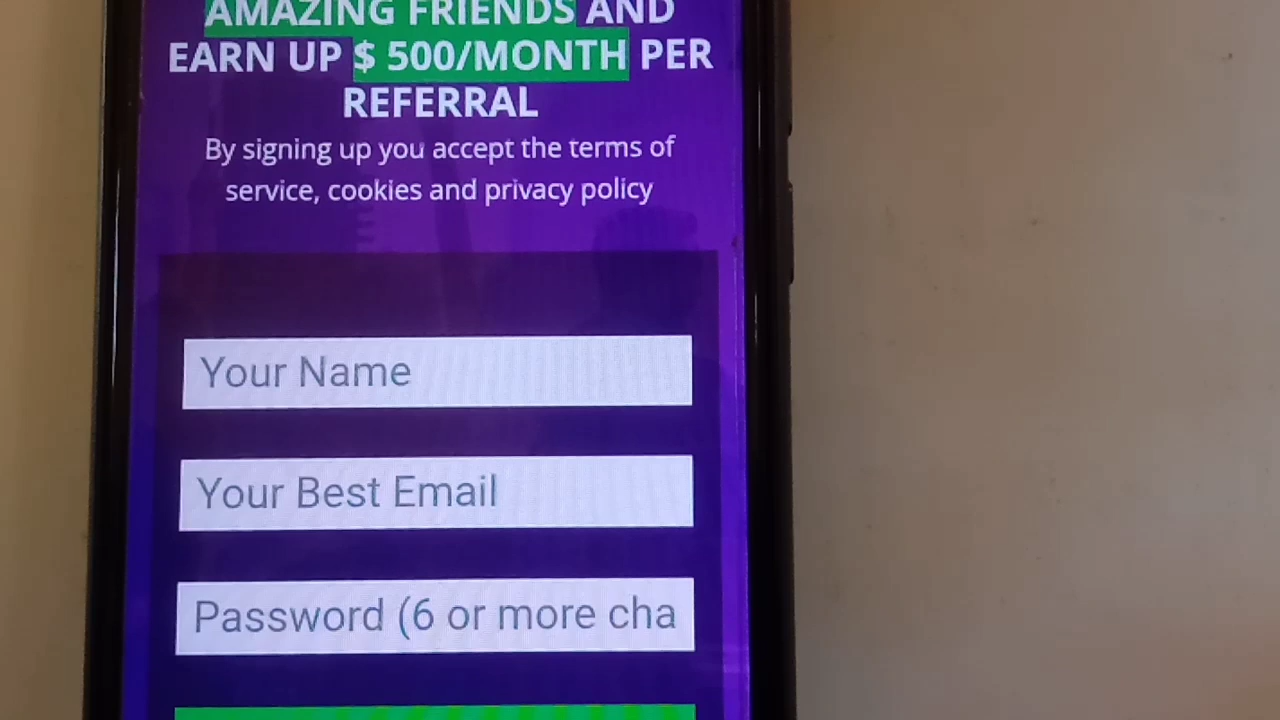 AMAZING FRIENDS AND
EARN UP $ 500/MONTH PER
REFERRAL
By signing up you accept the terms of
service, cookies and privacy policy
Your Name
Your Best Email
Password (6 or more cha